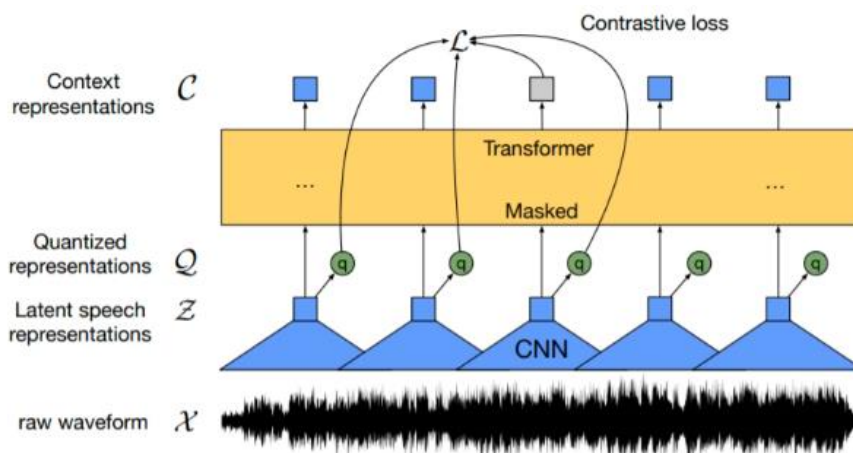 Contrastive loss
ℒ
Context
representations 𝒞
Transformer
... ...
Masked
Quantized
representations 𝒬
q q q q q
Latent speech
representations 𝒵
CNN
raw waveform 𝒳